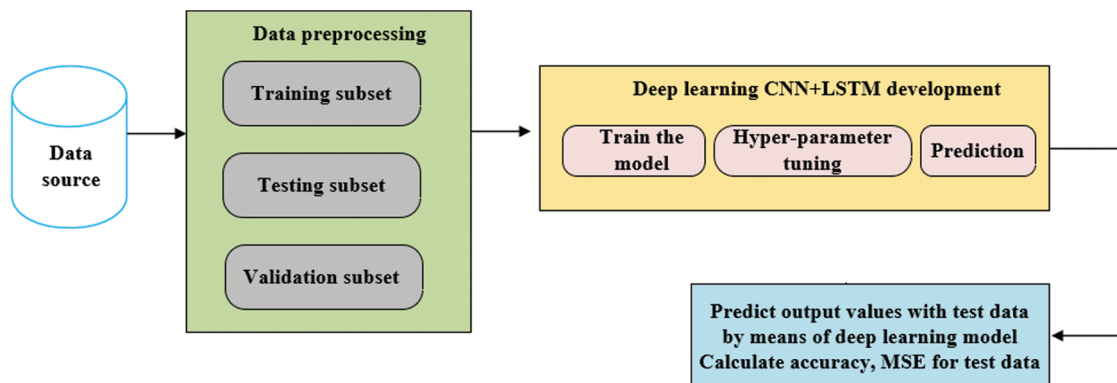 Data
source
Data preprocessing
Training subset
Testing subset
Validation subset
Deep learning CNN+LSTM development
Train the
model
Hyper-parameter
tuning
Prediction
Predict output values with test data
by means of deep learning model
Calculate accuracy, MSE for test data